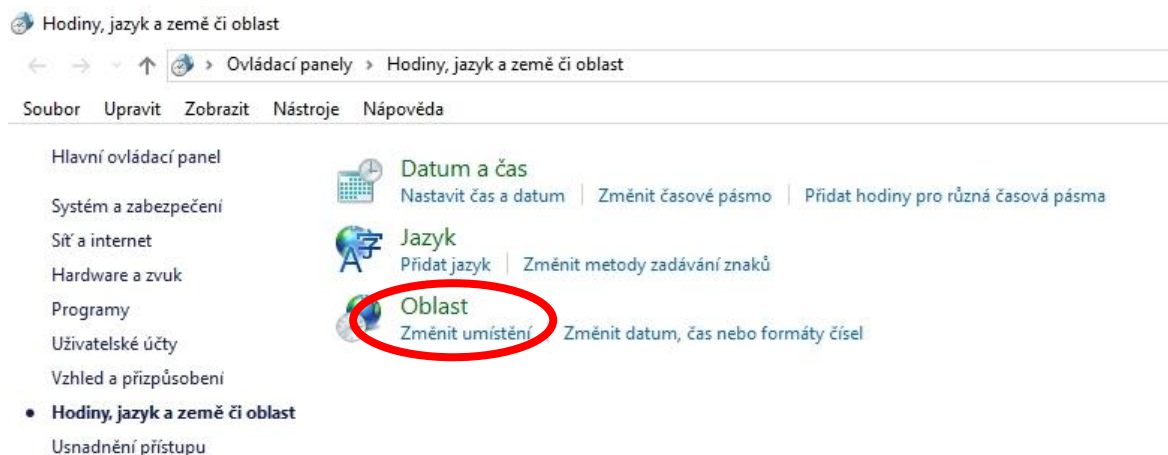 Hodiny, jazyk a země či oblast
Ovládací panely > Hodiny, jazyk a země či oblast
Soubor Upravit Zobrazit Nástroje Nápověda
Hlavní ovládací panel
Systém a zabezpečení
Síť a internet
Hardware a zvuk
Programy
Uživatelské účty
Vzhled a přizpůsobení
Hodiny, jazyk a země či oblast
Usnadnění přístupu
Datum a čas
Nastavit čas a datum Změnit časové pásmo Přidat hodiny pro různá časová pásma
Jazyk
Přidat jazyk Změnit metody zadávání znaků
Oblast
Změnit umístění Změnit datum, čas nebo formáty čísel